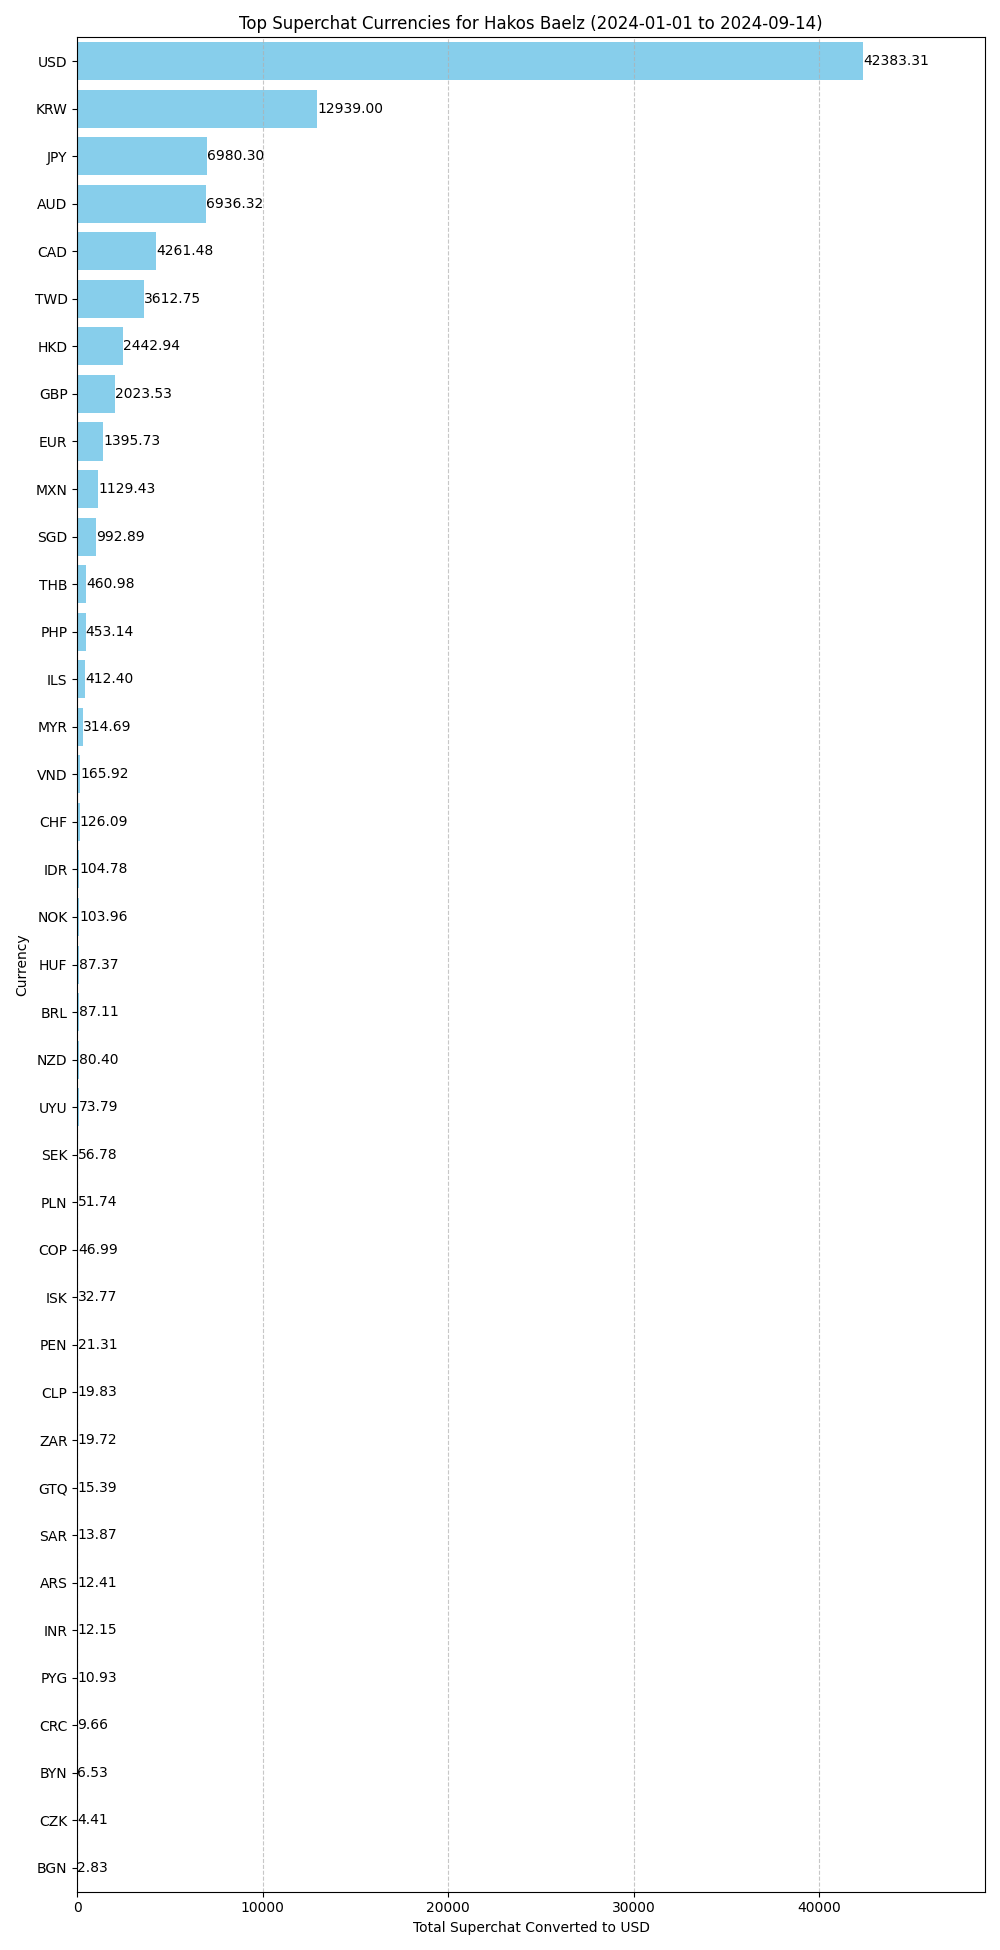 Top Superchat Currencies for Hakos Baelz (2024-01-01 to 2024-09-14)
USD 42383.31
KRW 12939.00
JPY 6980.30
AUD 6936.32
CAD 4261.48
TWD 3612.75
HKD 2442.94
GBP 2023.53
EUR 1395.73
MXN 1129.43
SGD 992.89
THB 460.98
PHP 453.14
ILS 412.40
MYR 314.69
VND 165.92
CHF 126.09
IDR 104.78
NOK 103.96
Currency
HUF 87.37
BRL 87.11
NZD 80.40
UYU 73.79
SEK 56.78
PLN 51.74
COP 46.99
ISK 32.77
PEN 21.31
CLP 19.83
ZAR 19.72
GTQ 15.39
SAR 13.87
ARS 12.41
INR 12.15
PYG 10.93
CRC 9.66
BYN 6.53
CZK 4.41
BGN 2.83
0 10000 20000 30000 40000
Total Superchat Converted to USD